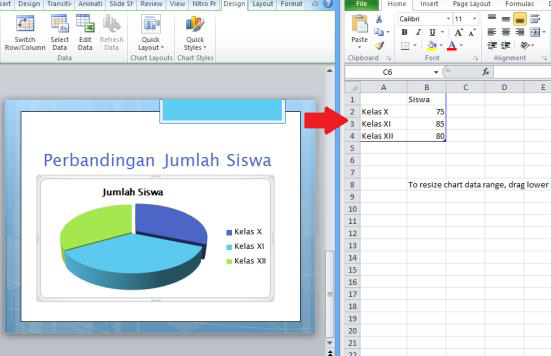 sert Design Transiti Animati Slide Sh Review View Nitro Pr Design Layout Format
Switch Row/Column
Select Data
Edit Data
Refresh Data
Quick Layout
Quick Styles
Data
Chart Layouts
Chart Styles
Perbandingan Jumlah Siswa
Jumlah Siswa
Kelas X
Kelas XI
Kelas XII
File Home Insert Page Layout Formulas D
Paste
Calibri 11
B I U A
Clipboard Font Alignment
C6 fx
A B C D E
1 Siswa
2 Kelas X 75
3 Kelas XI 85
4 Kelas XII 80
5
6
7
8 To resize chart data range, drag lower
9
10
11
12
13
14
15
16
17
18
19
20
21
22